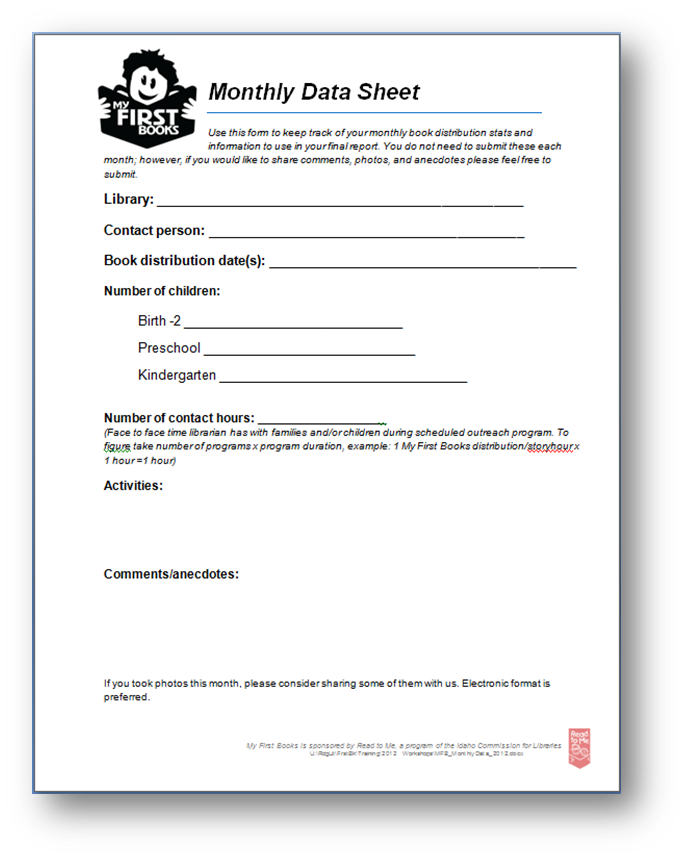 MY
FIRST
BOOKS
Monthly Data Sheet
Use this form to keep track of your monthly book distribution stats and
information to use in your final report. You do not need to submit these each
month; however, if you would like to share comments, photos, and anecdotes please feel free to
submit.
Library: ______________________________________________
Contact person: ________________________________________
Book distribution date(s): _______________________________________
Number of children:
Birth -2 ____________________________
Preschool ___________________________
Kindergarten ________________________________
Number of contact hours: _________________
(Face to face time librarian has with families and/or children during scheduled outreach program. To
figure take number of programs x program duration, example: 1 My First Books distribution/storyhour x
1 hour =1 hour)
Activities:
Comments/anecdotes:
If you took photos this month, please consider sharing some of them with us. Electronic format is
preferred.
My First Books is sponsored by Read to Me, a program of the Idaho Commission for Libraries
Read
to Me